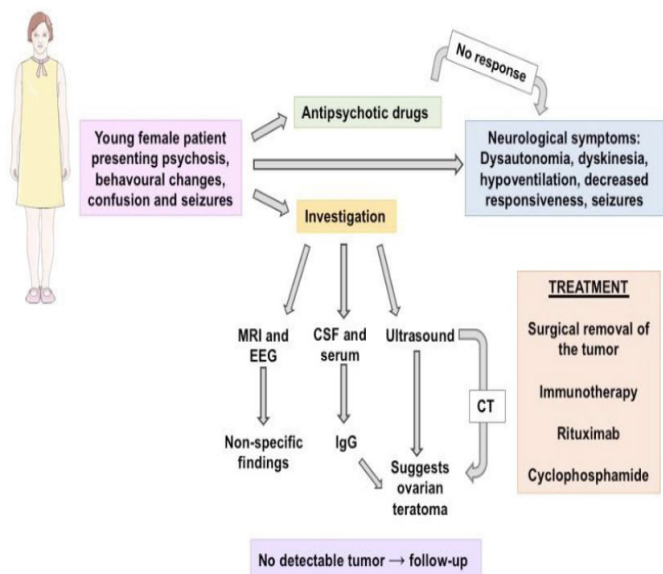 No response
Antipsychotic drugs
Young female patient
presenting psychosis,
behavoural changes,
confusion and seizures
Neurological symptoms:
Dysautonomia, dyskinesia,
hypoventilation, decreased
responsiveness, seizures
Investigation
MRI and
EEG
CSF and
serum
Ultrasound
CT
Non-specific
findings
IgG
Suggests
ovarian
teratoma
TREATMENT
Surgical removal of
the tumor
Immunotherapy
Rituximab
Cyclophosphamide
No detectable tumor → follow-up